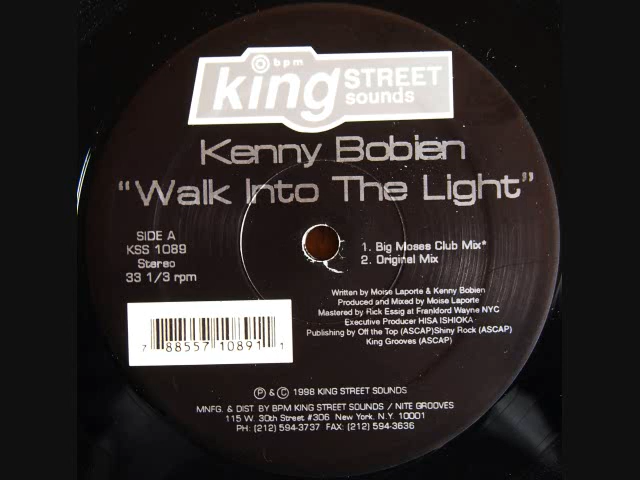 bpm
king STREET
sounds
Kenny Bobien
"Walk Into The Light"
SIDE A
KSS 1089
Stereo
33 1/3 rpm
1. Big Moses Club Mix*
2. Original Mix
Written by Moise Laporte & Kenny Bobien
Produced and Mixed by Moise Laporte
Mastered by Rick Essig at Frankford Wayne NYC
Executive Producer HISA ISHIOKA
Publishing by Off the Top (ASCAP)Shiny Rock (ASCAP)
King Grooves (ASCAP)
7 88557 10891 1
℗ & © 1998 KING STREET SOUNDS
MNFG. & DIST. BY BPM KING STREET SOUNDS / NITE GROOVES
115 W. 30th Street #306 New York, N.Y. 10001
PH: (212) 594-3737 FAX: (212) 594-3636